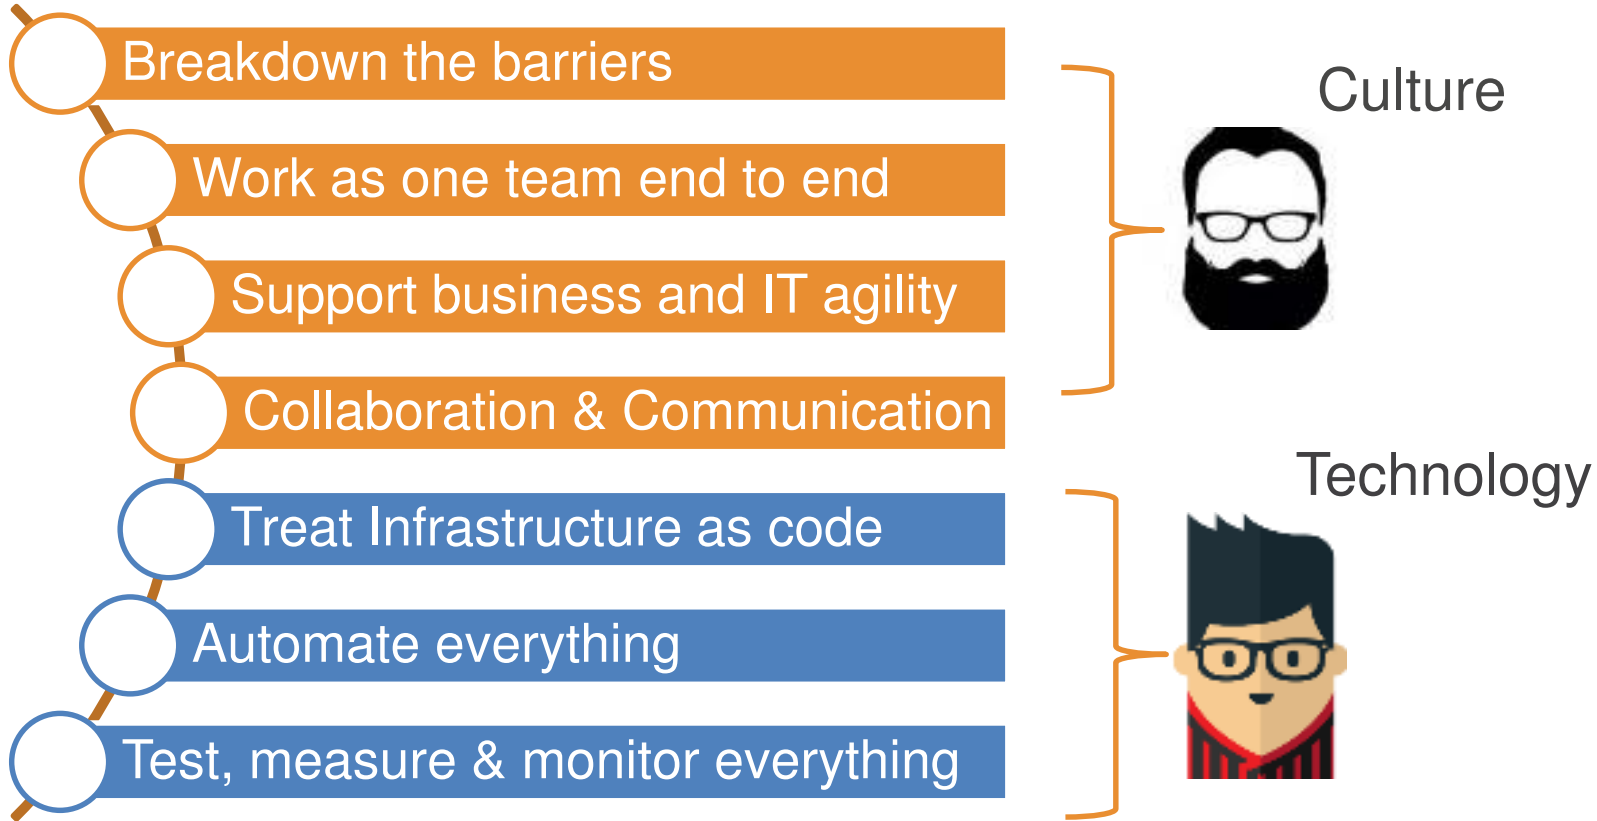 Breakdown the barriers
Work as one team end to end
Support business and IT agility
Collaboration & Communication
Treat Infrastructure as code
Automate everything
Test, measure & monitor everything
Culture
Technology